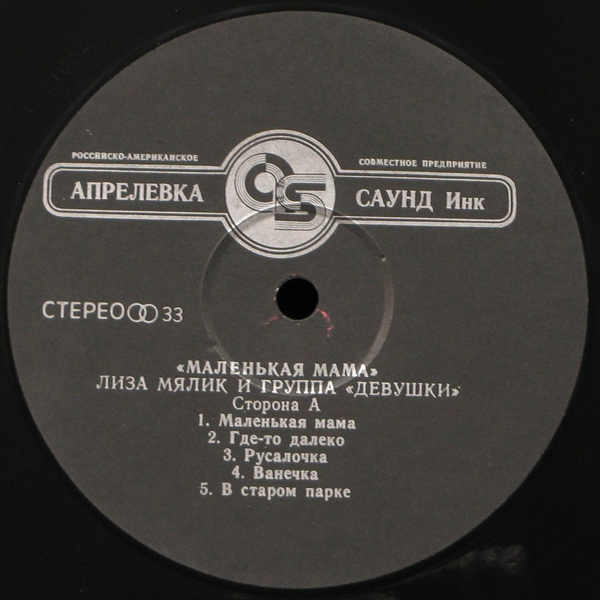 РОССИЙСКО-АМЕРИКАНСКОЕ
СОВМЕСТНОЕ ПРЕДПРИЯТИЕ
АПРЕЛЕВКА
САУНД Инк
СТЕРЕО 33
«МАЛЕНЬКАЯ МАМА»
ЛИЗА МЯЛИК И ГРУППА «ДЕВУШКИ»
Сторона А
1. Маленькая мама
2. Где-то далеко
3. Русалочка
4. Ванечка
5. В старом парке